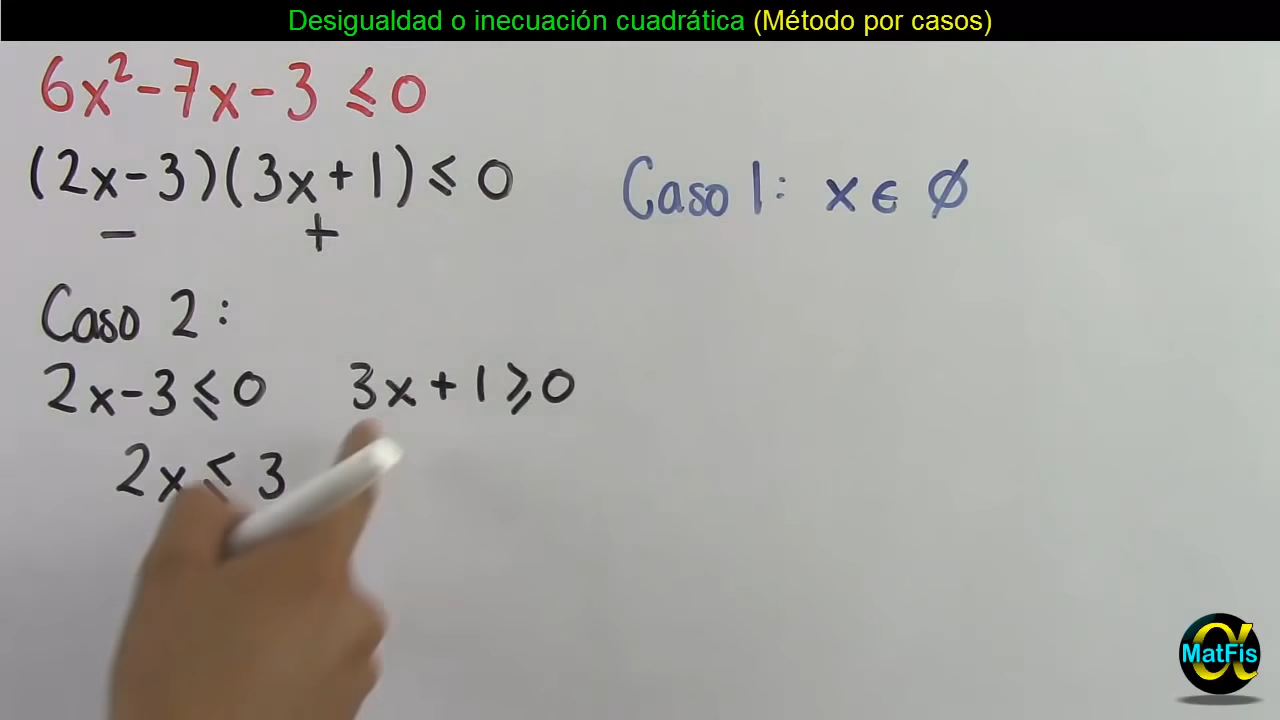 Desigualdad o inecuación cuadrática (Método por casos)
6x² - 7x - 3 ≤ 0
(2x - 3)(3x + 1) ≤ 0
- +
Caso 1: x ∈ ∅
Caso 2:
2x - 3 ≤ 0 3x + 1 ≥ 0
2x ≤ 3
α
MatFis